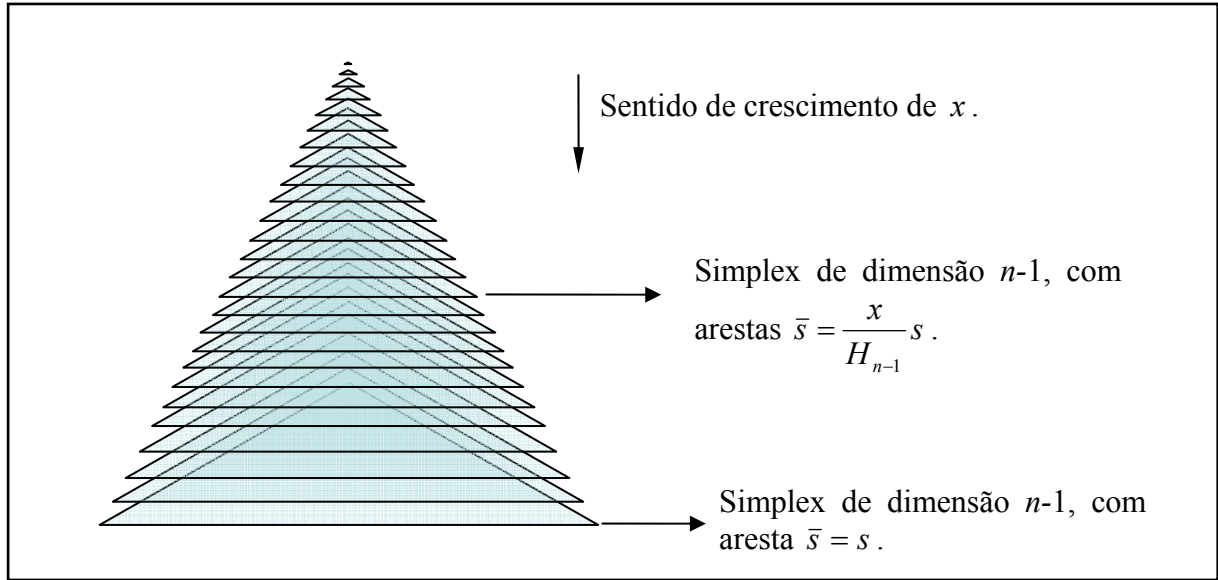 Sentido de crescimento de x .
Simplex de dimensão n-1, com
arestas s̄ = x / H_{n-1} s .
Simplex de dimensão n-1, com
aresta s̄ = s .